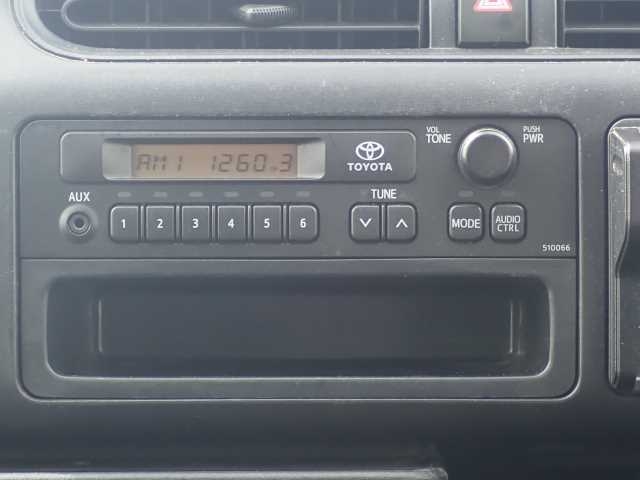 AM1 1260 3
TOYOTA
VOL
TONE
PUSH
PWR
AUX
TUNE
1 2 3 4 5 6
MODE
AUDIO
CTRL
510066